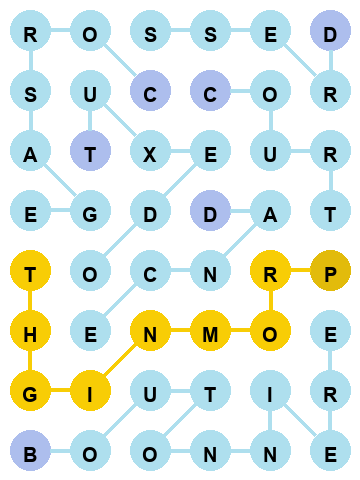 R O S S E D
S U C C O R
A T X E U R
E G D D A T
T O C N R P
H E N M O E
G I U T I R
B O O N N E